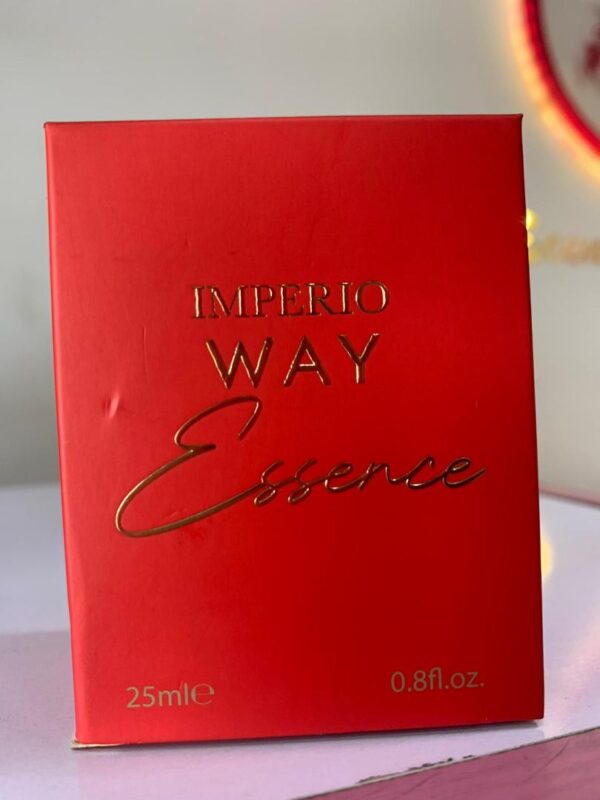 IMPERIO
WAY
Essence
25ml℮
0.8fl.oz.